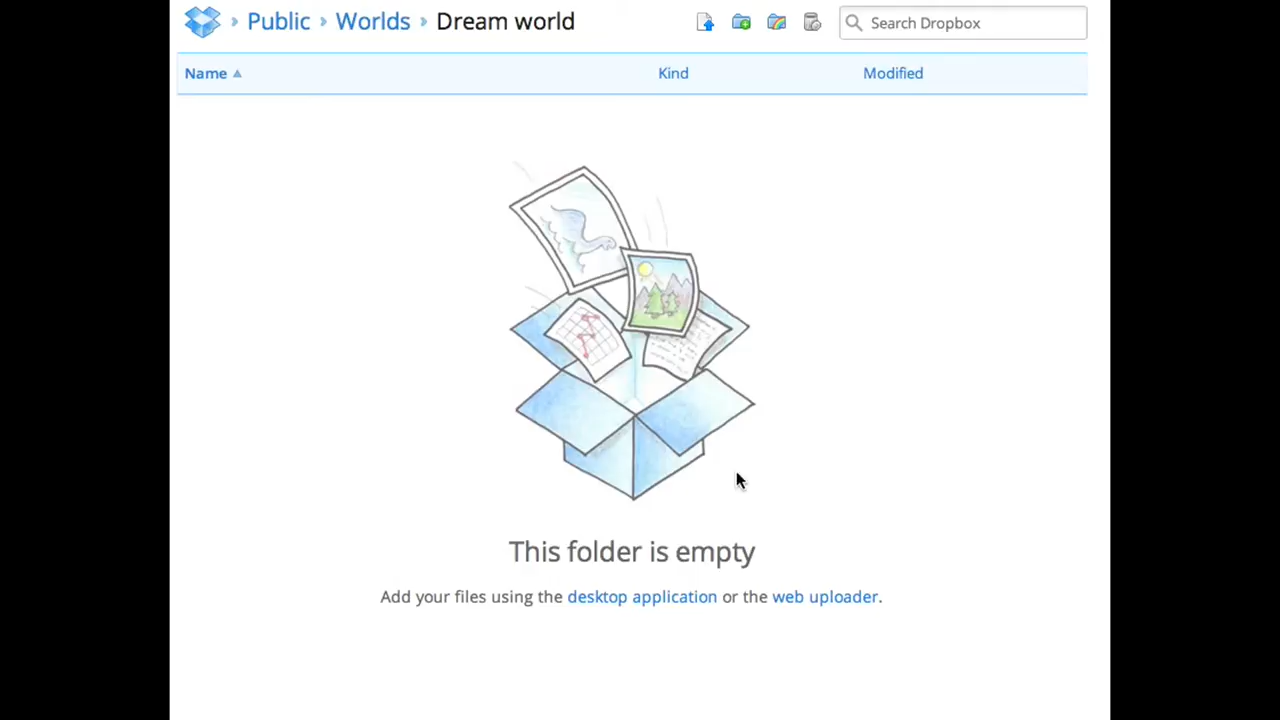 Public › Worlds › Dream world
Search Dropbox
Name Kind Modified
This folder is empty
Add your files using the desktop application or the web uploader.